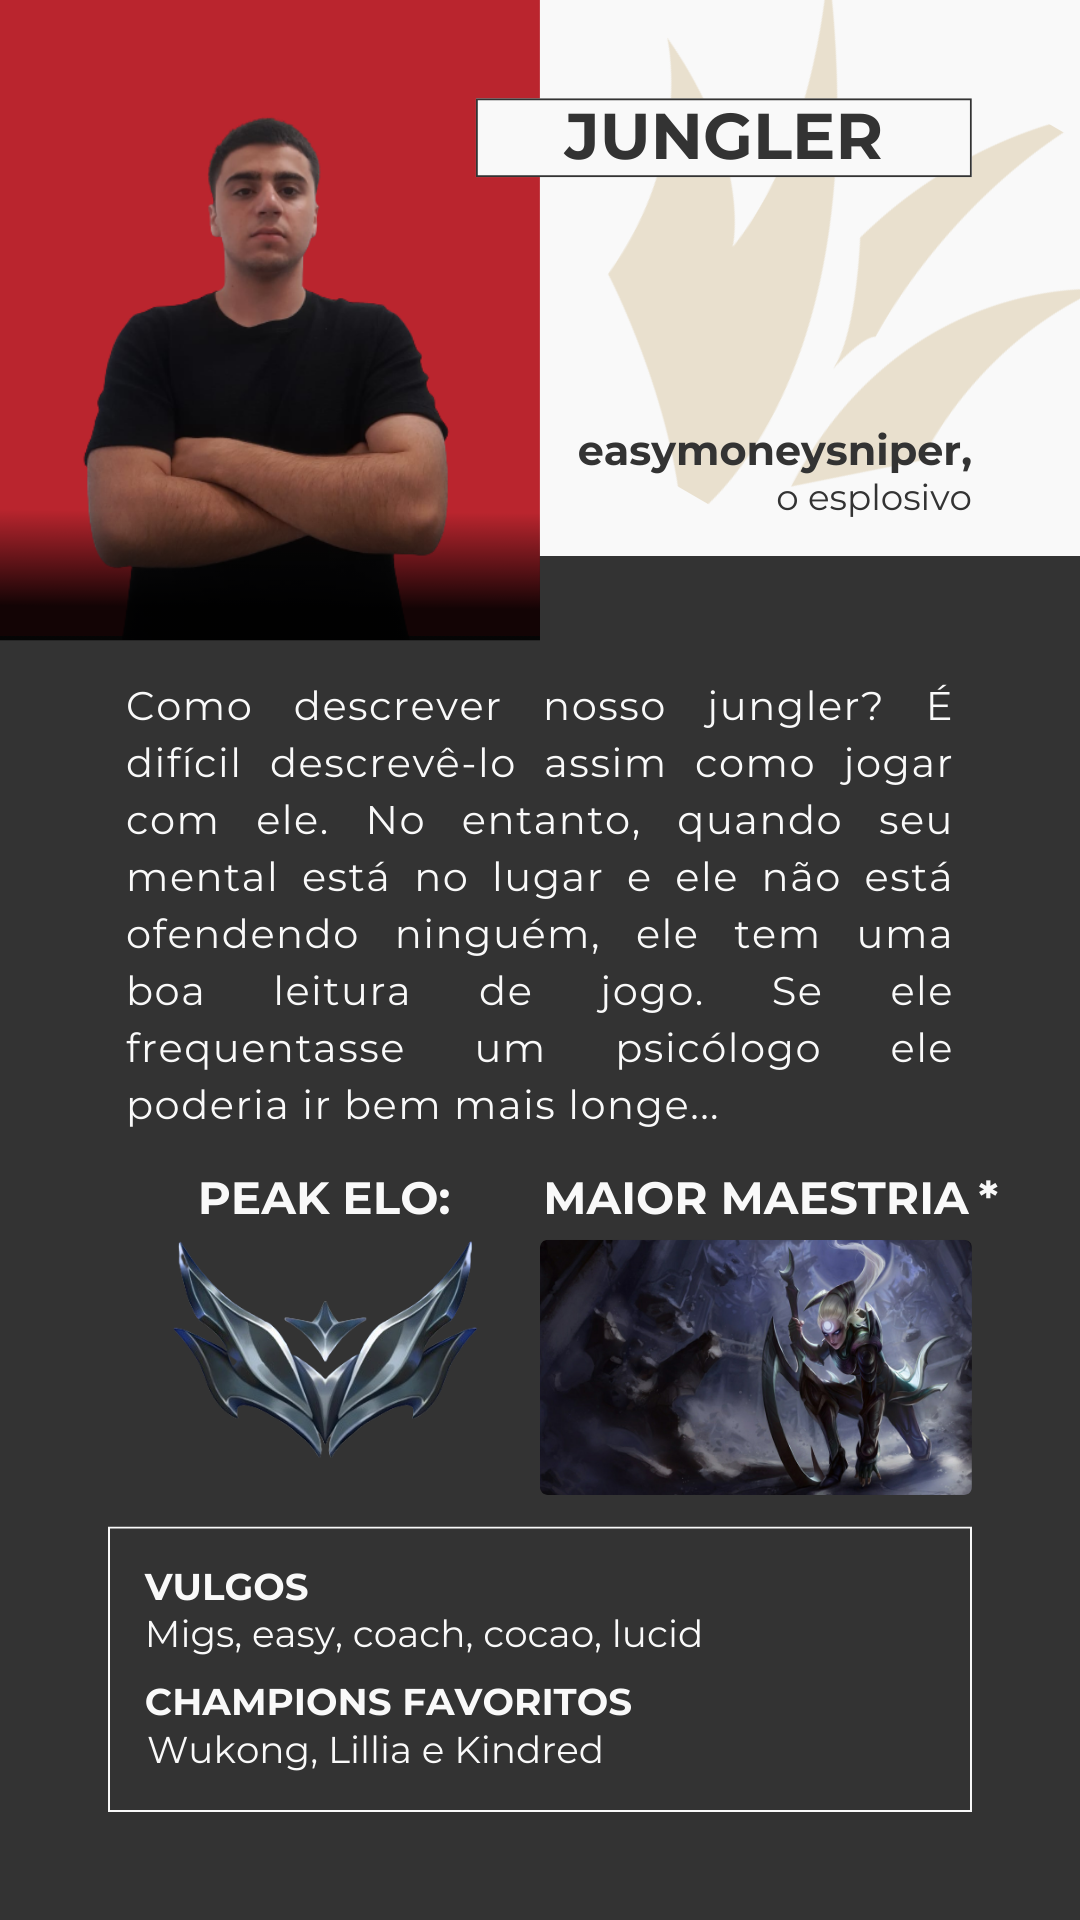 JUNGLER
easymoneysniper,
o esplosivo
Como descrever nosso jungler? É
difícil descrevê-lo assim como jogar
com ele. No entanto, quando seu
mental está no lugar e ele não está
ofendendo ninguém, ele tem uma
boa leitura de jogo. Se ele
frequentasse um psicólogo ele
poderia ir bem mais longe...
PEAK ELO:
MAIOR MAESTRIA *
VULGOS
Migs, easy, coach, cocao, lucid
CHAMPIONS FAVORITOS
Wukong, Lillia e Kindred